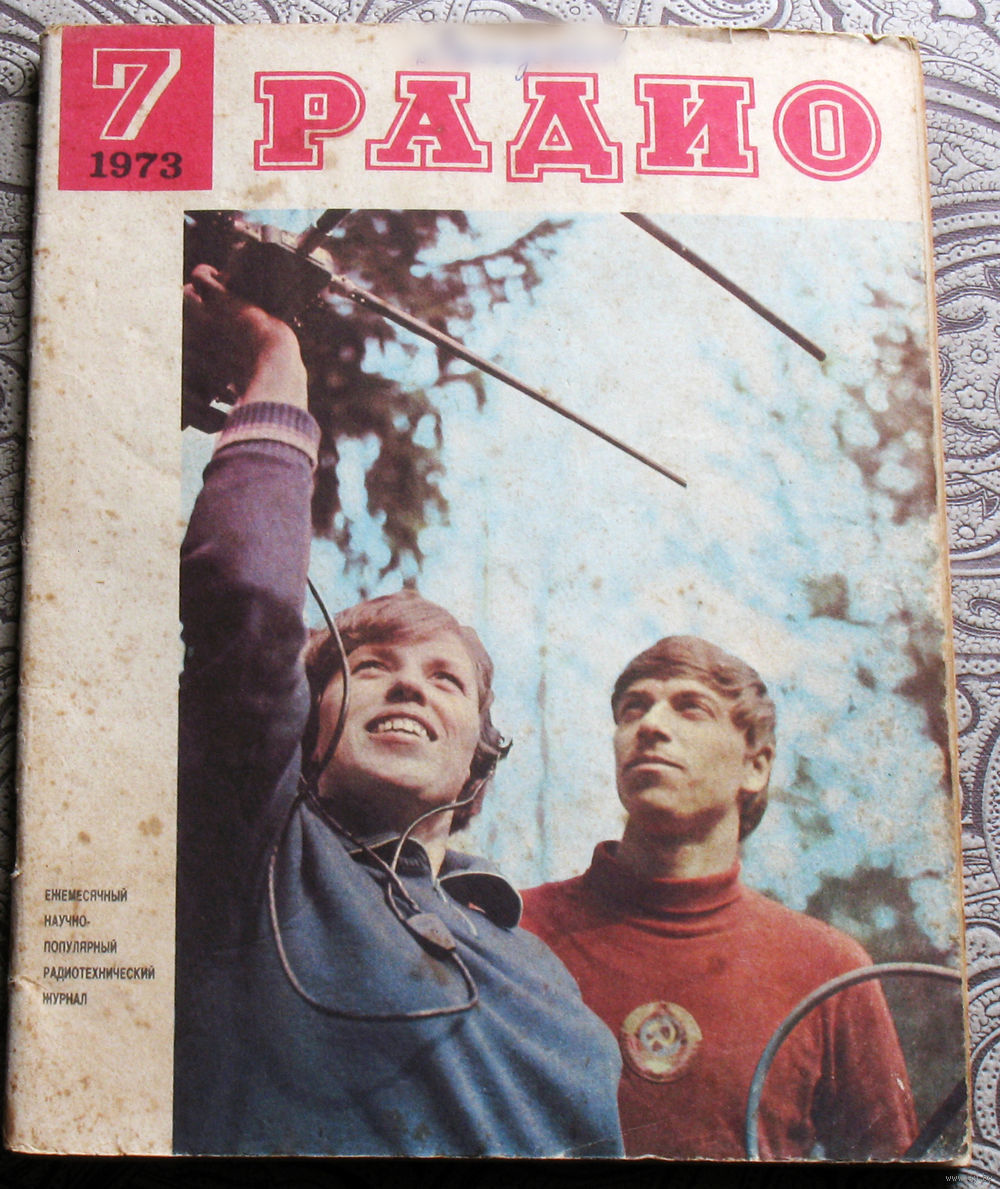 7
1973
РАДИО
ЕЖЕМЕСЯЧНЫЙ
НАУЧНО-
ПОПУЛЯРНЫЙ
РАДИОТЕХНИЧЕСКИЙ
ЖУРНАЛ